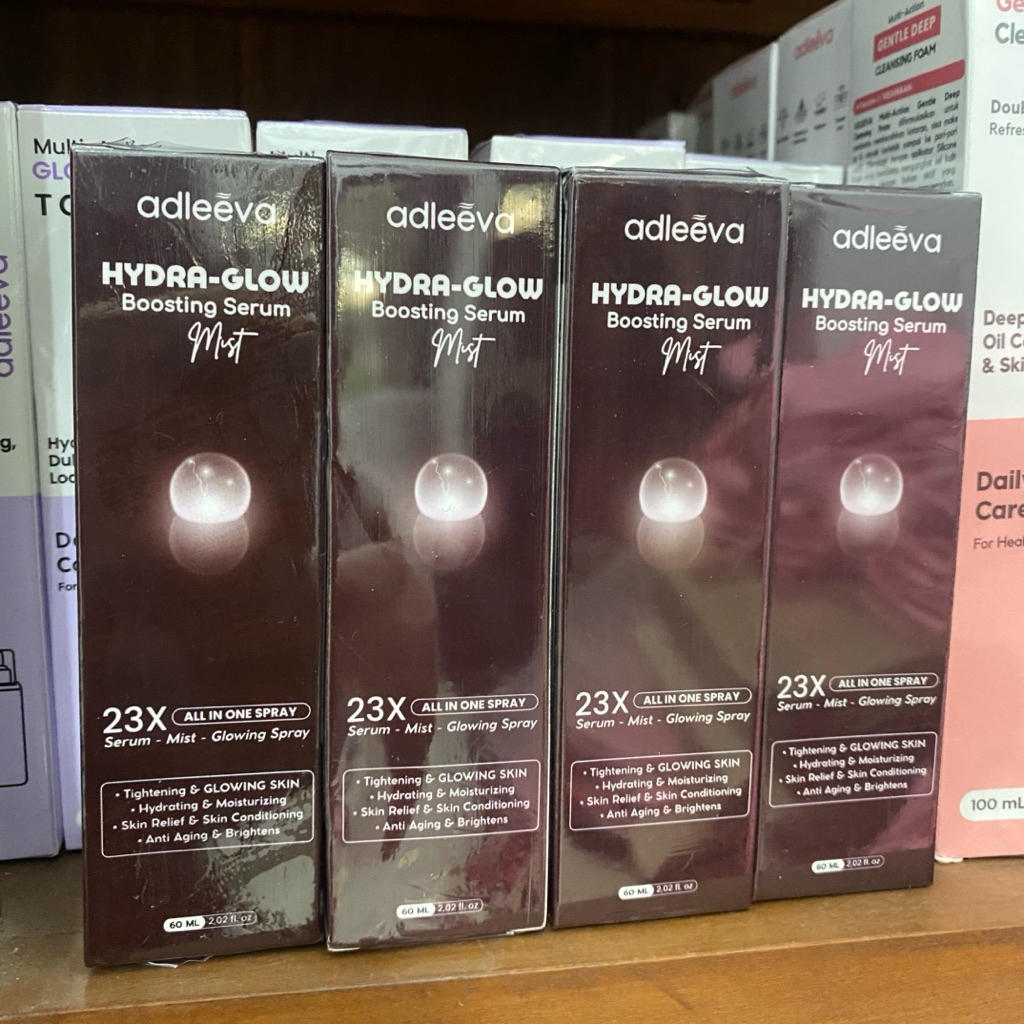 adleēva
HYDRA-GLOW
Boosting Serum
Mist
23X ALL IN ONE SPRAY
Serum - Mist - Glowing Spray
• Tightening & GLOWING SKIN
• Hydrating & Moisturizing
• Skin Relief & Skin Conditioning
• Anti Aging & Brightens
60 ML 2,02 fl. oz
adleēva
HYDRA-GLOW
Boosting Serum
Mist
23X ALL IN ONE SPRAY
Serum - Mist - Glowing Spray
• Tightening & GLOWING SKIN
• Hydrating & Moisturizing
• Skin Relief & Skin Conditioning
• Anti Aging & Brightens
60 ML 2,02 fl. oz
adleēva
HYDRA-GLOW
Boosting Serum
Mist
23X ALL IN ONE SPRAY
Serum - Mist - Glowing Spray
• Tightening & GLOWING SKIN
• Hydrating & Moisturizing
• Skin Relief & Skin Conditioning
• Anti Aging & Brightens
60 ML 2,02 fl. oz
adleēva
HYDRA-GLOW
Boosting Serum
Mist
23X ALL IN ONE SPRAY
Serum - Mist - Glowing Spray
• Tightening & GLOWING SKIN
• Hydrating & Moisturizing
• Skin Relief & Skin Conditioning
• Anti Aging & Brightens
60 ML 2,02 fl. oz
adleeva
adleeva
Multi-Action
GENTLE DEEP
CLEANSING FOAM
Deep
Daily
Care
100 mL